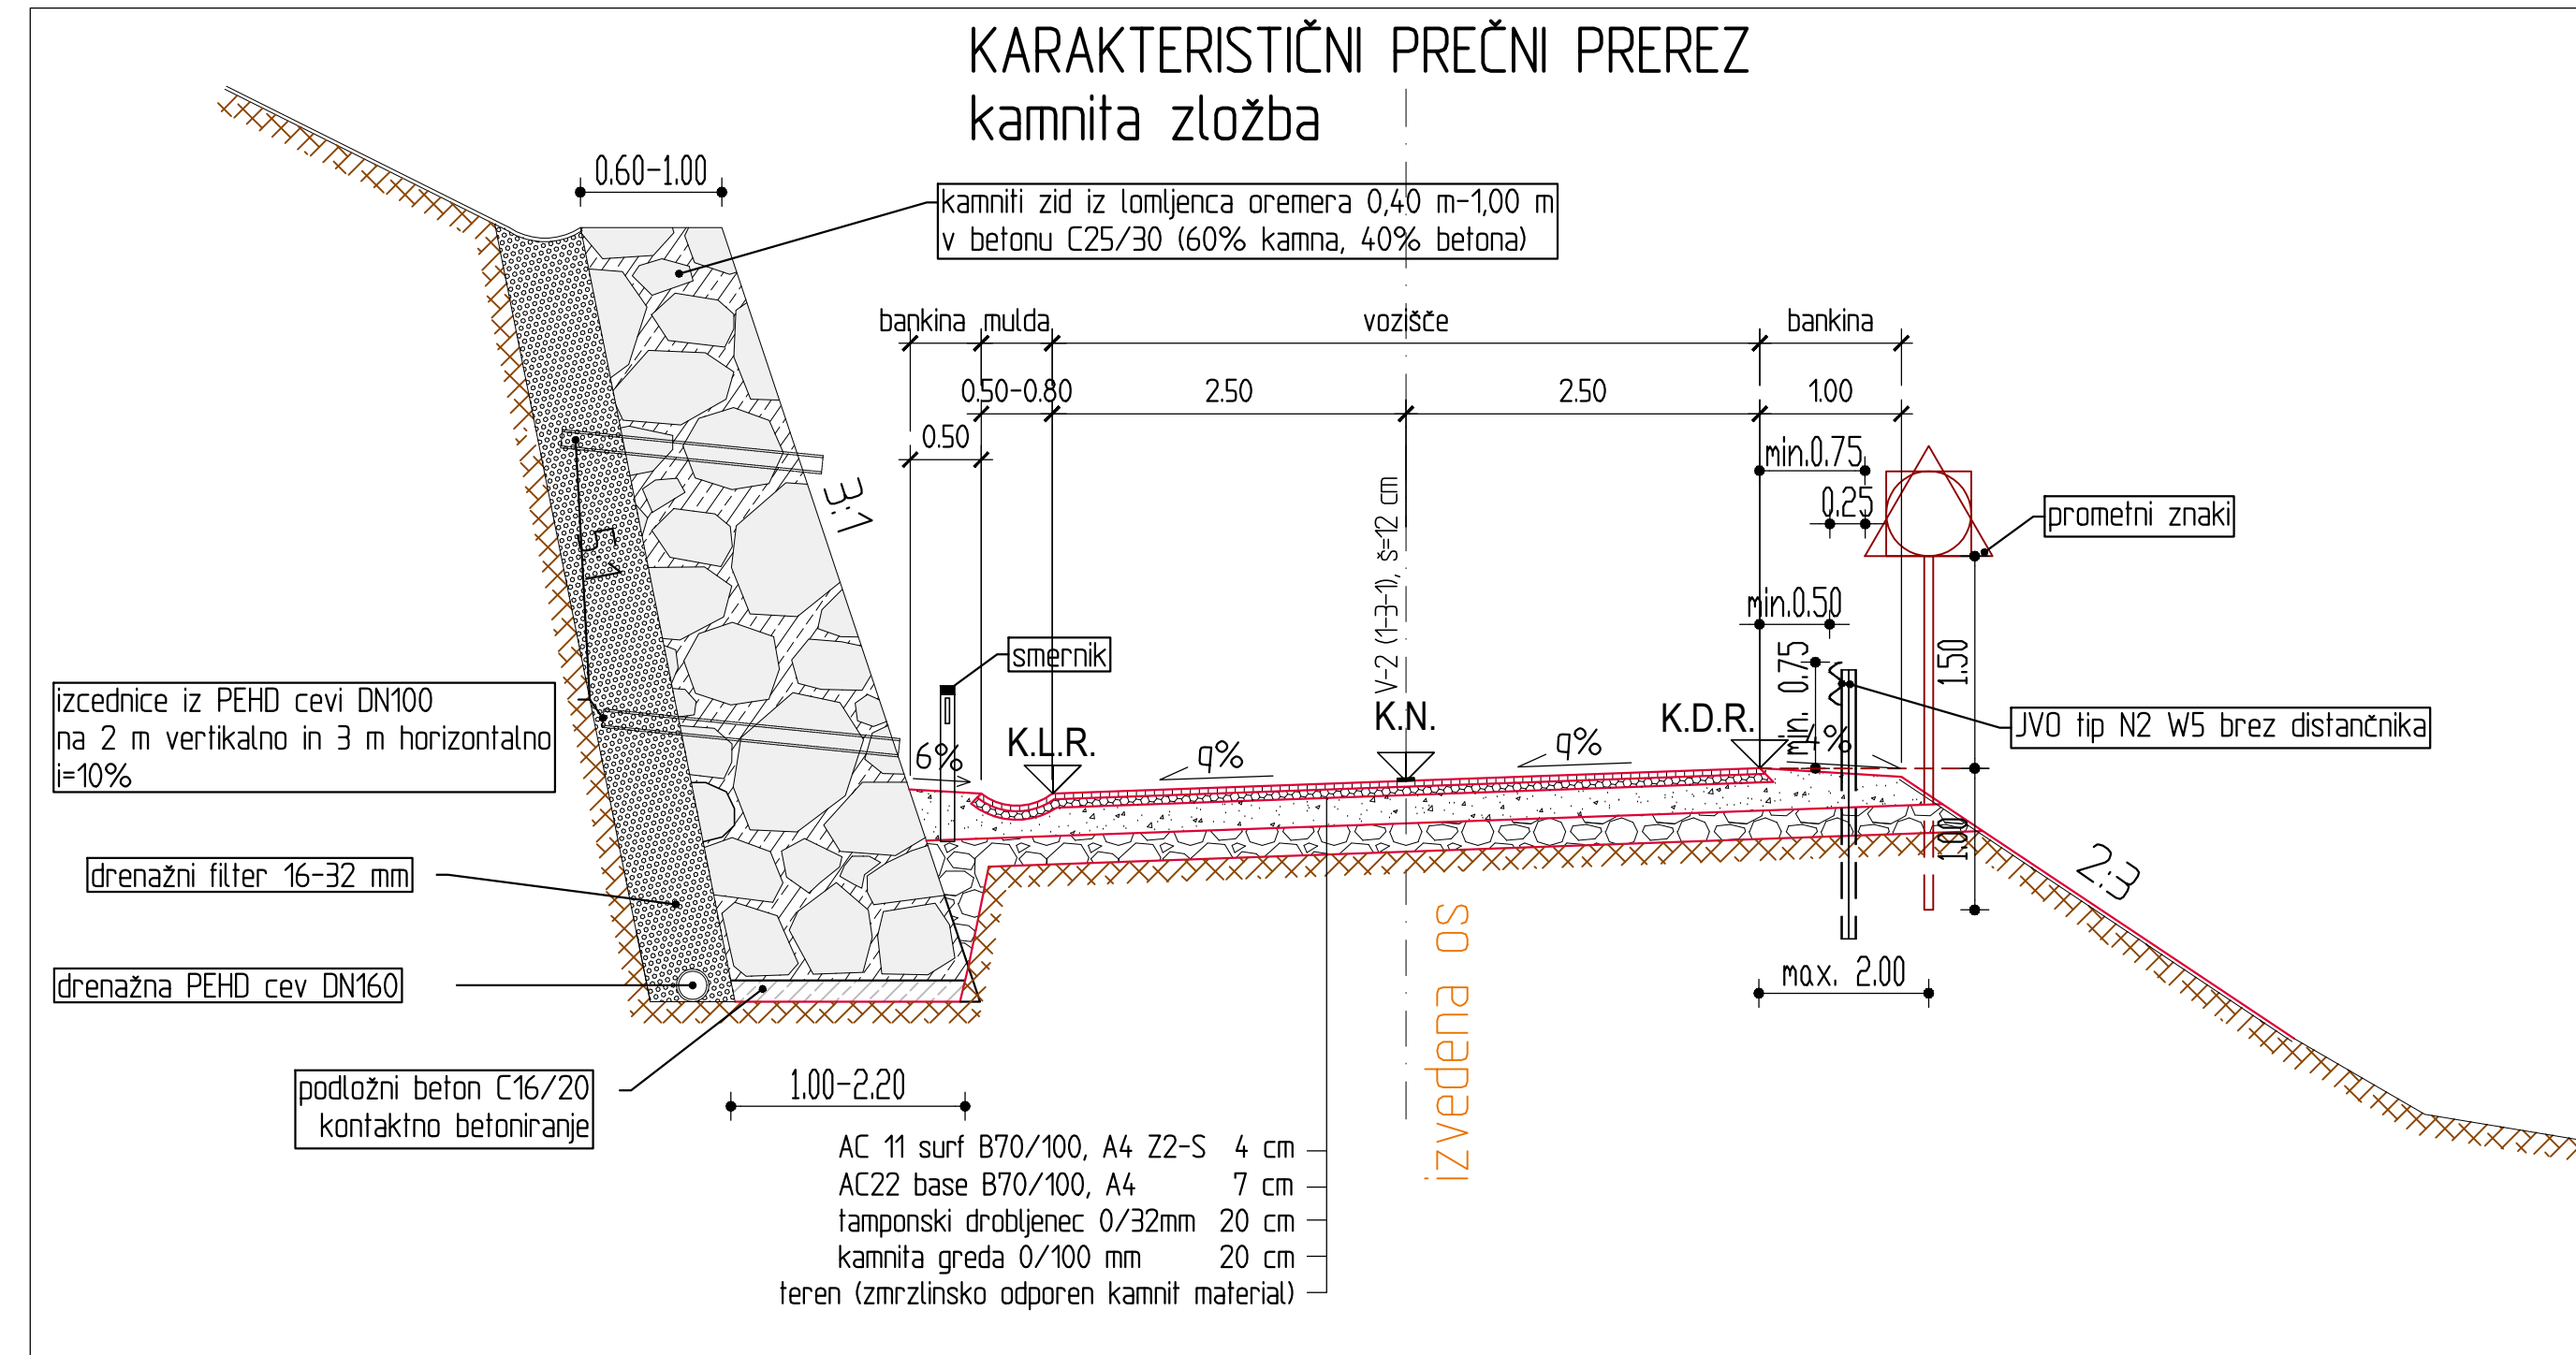 KARAKTERISTIČNI PREČNI PREREZ
kamnita zložba
0.60-1.00
kamniti zid iz lomljenca oremera 0,40 m-1,00 m
v betonu C25/30 (60% kamna, 40% betona)
bankina
mulda
vozišče
bankina
0.50-0.80
2.50
2.50
1.00
0.50
min.0.75
0.25
3:1
5:1
V-2 (1-3-1), š=12 cm
prometni znaki
min.0.50
smernik
min. 0.75
1.50
izcednice iz PEHD cevi DN100
na 2 m vertikalno in 3 m horizontalno
i=10%
K.L.R.
K.N.
K.D.R.
JVO tip N2 W5 brez distančnika
6%
q%
q%
4%
1.00
2:3
drenažni filter 16-32 mm
drenažna PEHD cev DN160
max. 2.00
izvedena os
podložni beton C16/20
kontaktno betoniranje
1.00-2.20
AC 11 surf B70/100, A4 Z2-S 4 cm
AC22 base B70/100, A4 7 cm
tamponski drobljenec 0/32mm 20 cm
kamnita greda 0/100 mm 20 cm
teren (zmrzlinsko odporen kamnit material)